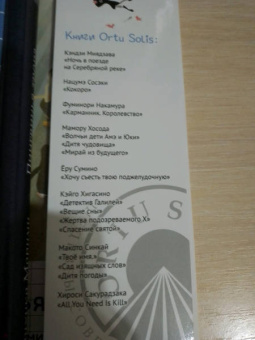 Книги Ortu Solis:
Кэндзи Миядзава
«Ночь в поезде
на Серебряной реке»
Нацумэ Сосэки
«Кокоро»
Фуминори Накамура
«Карманник. Королевство»
Мамору Хосода
«Волчьи дети Амэ и Юки»
«Дитя чудовища»
«Мирай из будущего»
Ёру Сумино
«Хочу съесть твою поджелудочную»
Кэйго Хигасино
«Детектив Галилей»
«Вещие сны»
«Жертва подозреваемого X»
«Спасение святой»
Макото Синкай
«Твоё имя.»
«Сад изящных слов»
«Дитя погоды»
Хироси Сакурадзака
«All You Need Is Kill»
ORTUS